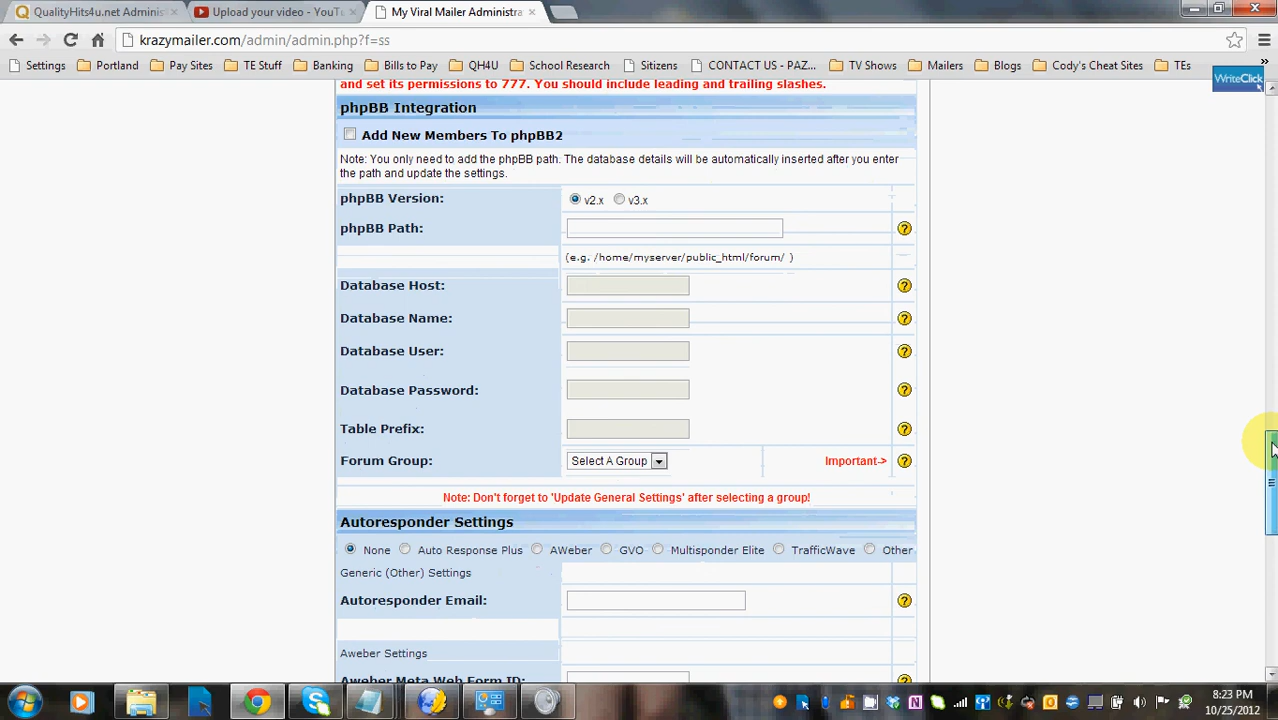 QualityHits4u.net Adminis
Upload your video - YouTu
My Viral Mailer Administra
krazymailer.com/admin/admin.php?f=ss
Settings
Portland
Pay Sites
TE Stuff
Banking
Bills to Pay
QH4U
School Research
Sitizens
CONTACT US - PAZ...
TV Shows
Mailers
Blogs
Cody's Cheat Sites
TEs
WriteClick
and set its permissions to 777. You should include leading and trailing slashes.
phpBB Integration
Add New Members To phpBB2
Note: You only need to add the phpBB path. The database details will be automatically inserted after you enter
the path and update the settings.
phpBB Version:
v2.x
v3.x
phpBB Path:
(e.g. /home/myserver/public_html/forum/ )
Database Host:
Database Name:
Database User:
Database Password:
Table Prefix:
Forum Group:
Select A Group
Important->
Note: Don't forget to 'Update General Settings' after selecting a group!
Autoresponder Settings
None
Auto Response Plus
AWeber
GVO
Multisponder Elite
TrafficWave
Other
Generic (Other) Settings
Autoresponder Email:
Aweber Settings
Aweber Meta Web Form ID:
8:23 PM
10/25/2012